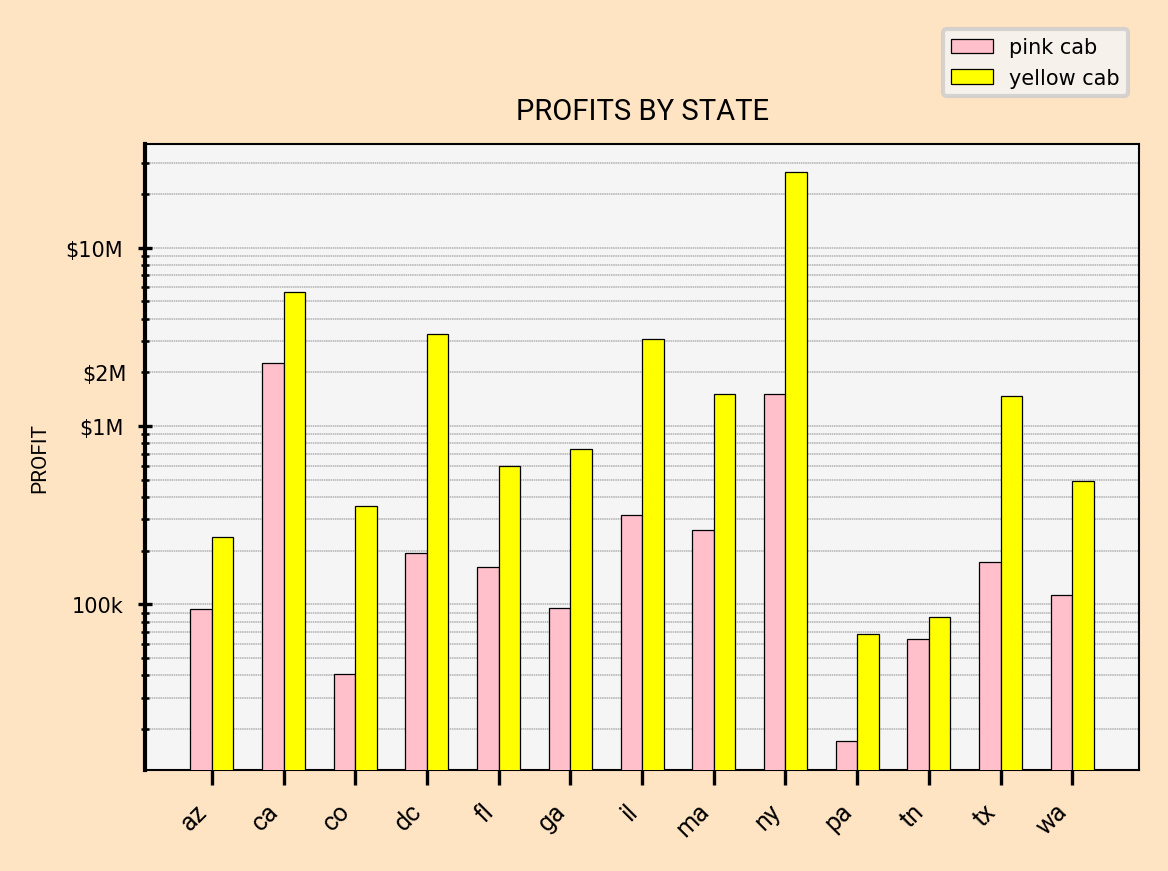 pink cab
yellow cab
PROFITS BY STATE
$10M
$2M
$1M
100k
PROFIT
az ca co dc fl ga il ma ny pa tn tx wa